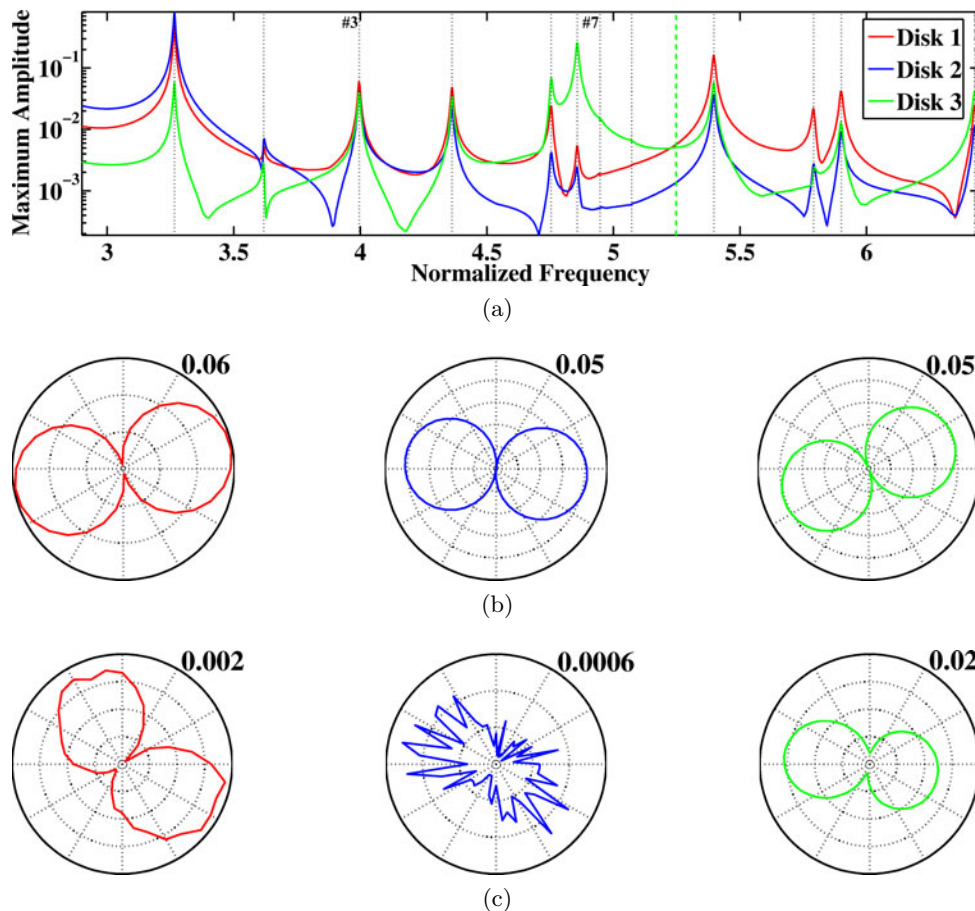 #3 #7
Disk 1
Disk 2
Disk 3
Maximum Amplitude
10⁻¹
10⁻²
10⁻³
3 3.5 4 4.5 5 5.5 6
Normalized Frequency
(a)
0.06 0.05 0.05
(b)
0.002 0.0006 0.02
(c)